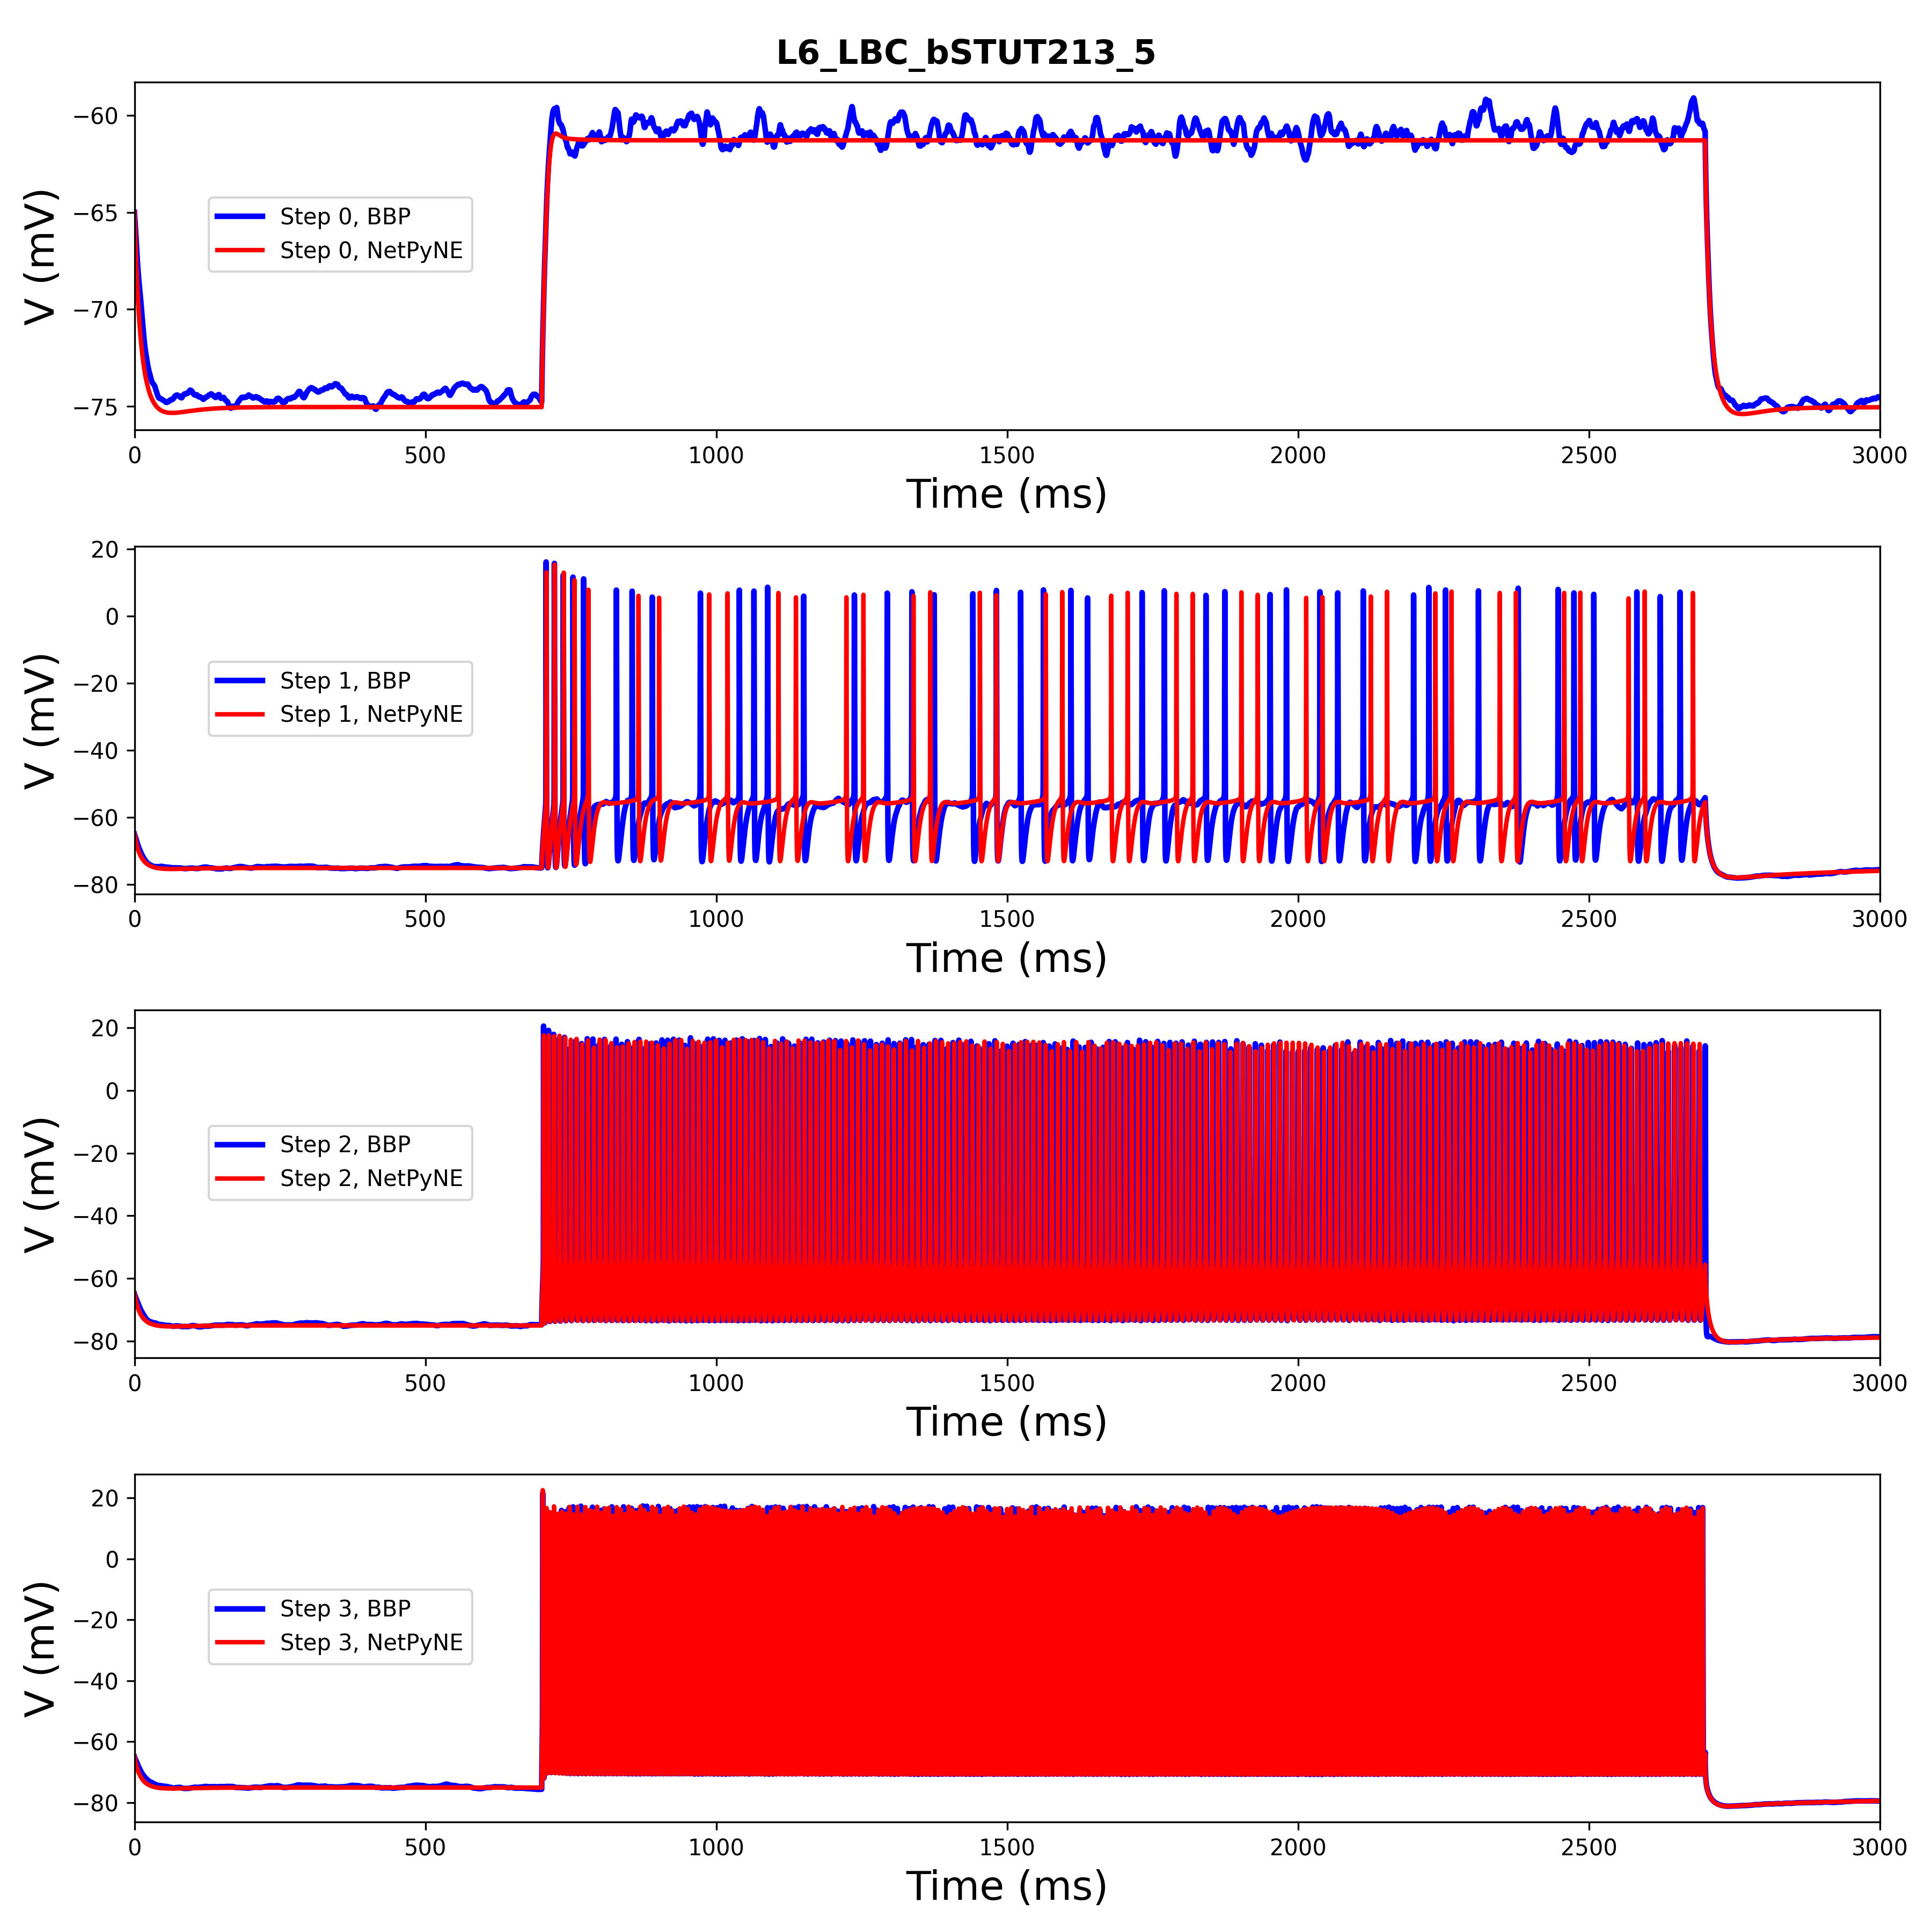 L6_LBC_bSTUT213_5
−60
−65
−70
−75
V (mV)
Step 0, BBP
Step 0, NetPyNE
0 500 1000 1500 2000 2500 3000
Time (ms)
20
0
−20
−40
−60
−80
V (mV)
Step 1, BBP
Step 1, NetPyNE
0 500 1000 1500 2000 2500 3000
Time (ms)
20
0
−20
−40
−60
−80
V (mV)
Step 2, BBP
Step 2, NetPyNE
0 500 1000 1500 2000 2500 3000
Time (ms)
20
0
−20
−40
−60
−80
V (mV)
Step 3, BBP
Step 3, NetPyNE
0 500 1000 1500 2000 2500 3000
Time (ms)